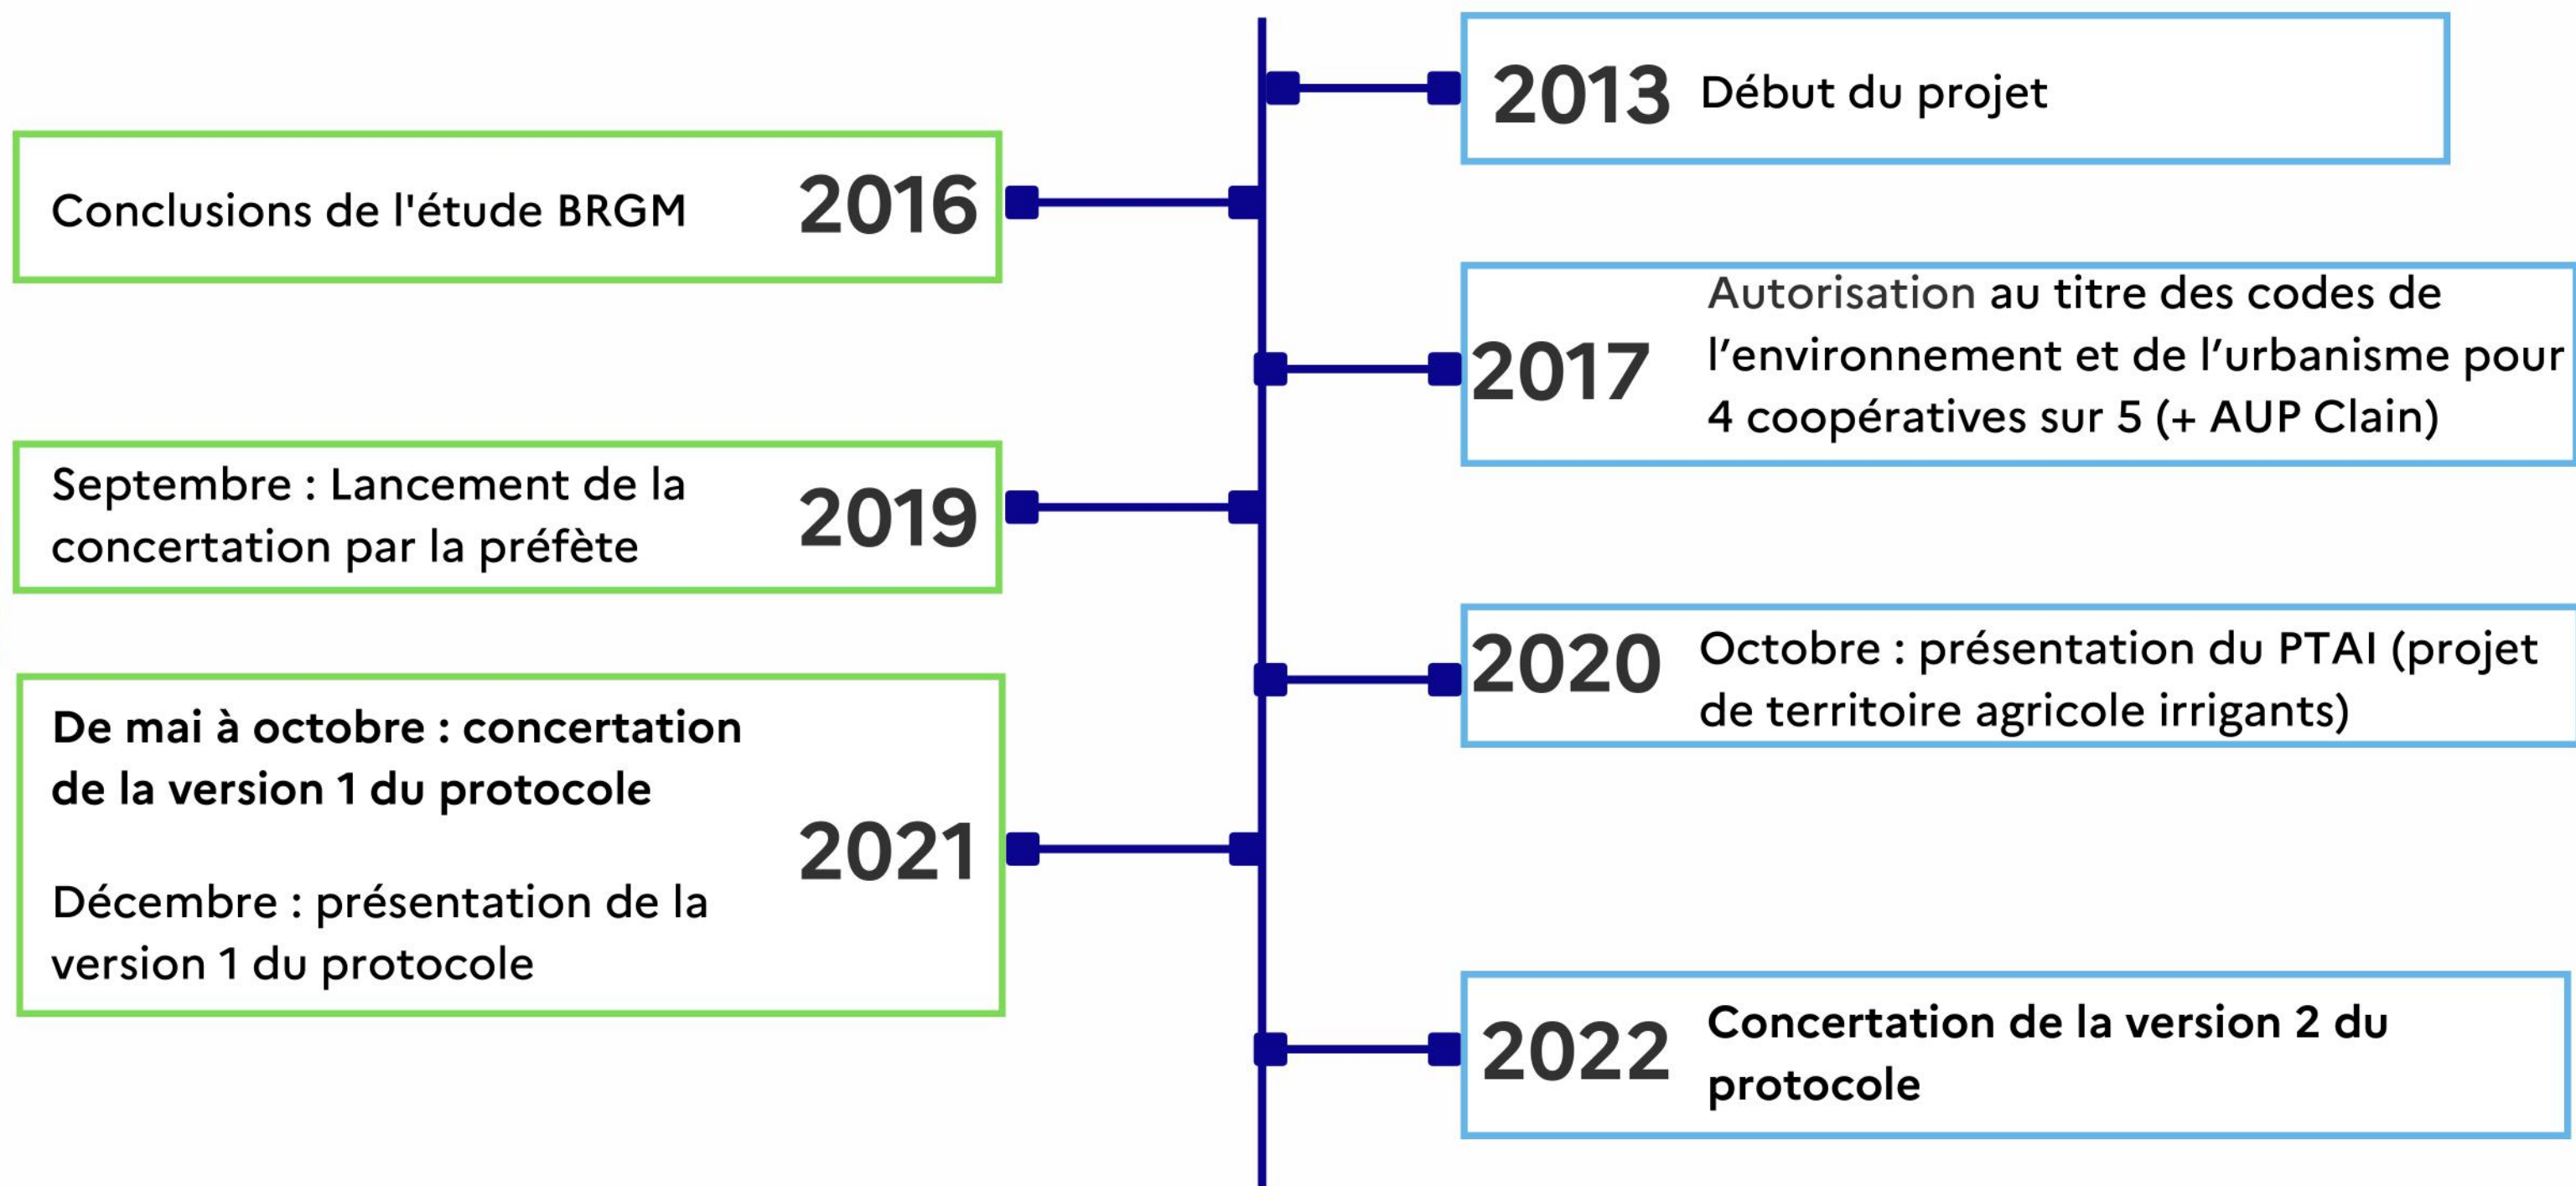 2013 Début du projet
Conclusions de l'étude BRGM 2016
Autorisation au titre des codes de
2017 l’environnement et de l’urbanisme pour
4 coopératives sur 5 (+ AUP Clain)
Septembre : Lancement de la
concertation par la préfète
2019
2020
Octobre : présentation du PTAI (projet
de territoire agricole irrigants)
De mai à octobre : concertation
de la version 1 du protocole
2021
Décembre : présentation de la
version 1 du protocole
2022
Concertation de la version 2 du
protocole